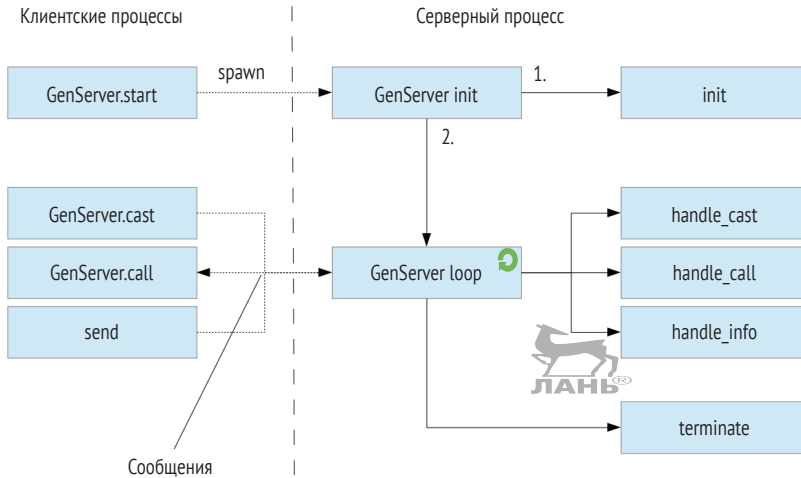 Клиентские процессы
Серверный процесс
GenServer.start
spawn
GenServer init
1.
init
2.
GenServer.cast
handle_cast
GenServer.call
GenServer loop
handle_call
send
handle_info
ЛАНЬ®
terminate
Сообщения